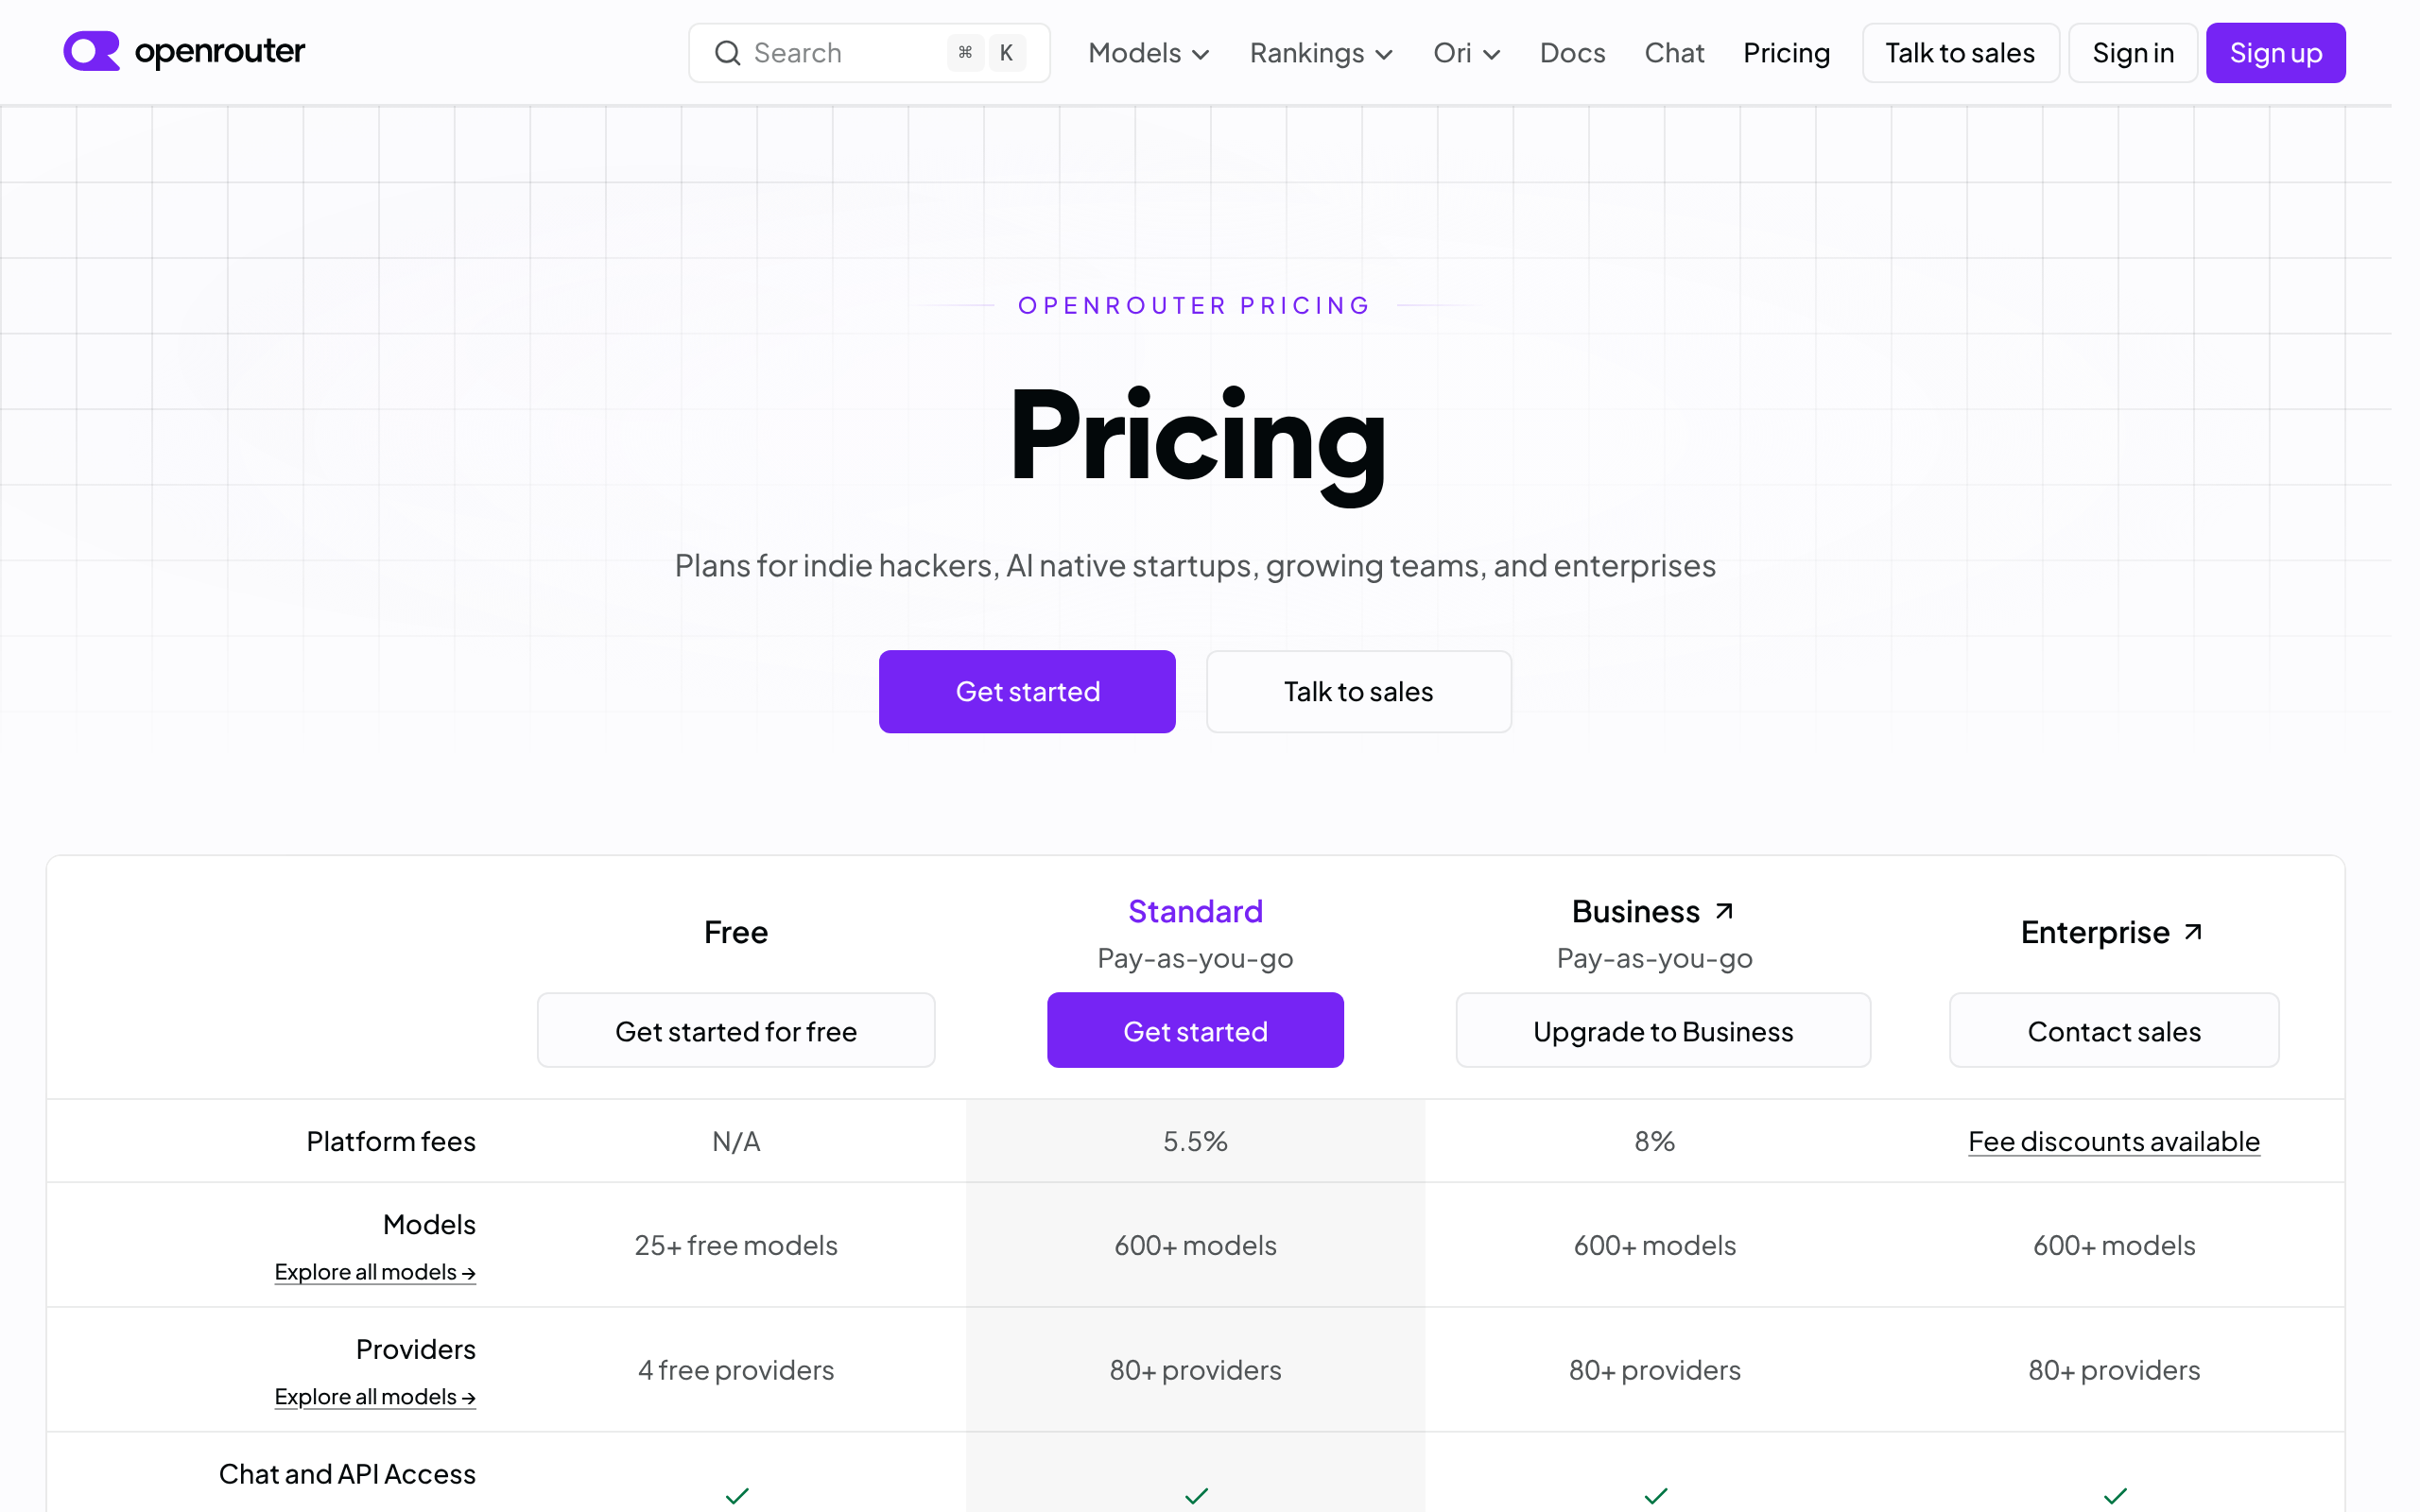 openrouter
Search ⌘ K Models Rankings Ori Docs Chat Pricing Talk to sales Sign in Sign up
OPENROUTER PRICING
Pricing
Plans for indie hackers, AI native startups, growing teams, and enterprises
Get started Talk to sales
Free Standard Business ↗ Enterprise ↗
Pay-as-you-go Pay-as-you-go
Get started for free Get started Upgrade to Business Contact sales
Platform fees N/A 5.5% 8% Fee discounts available
Models 25+ free models 600+ models 600+ models 600+ models
Explore all models →
Providers 4 free providers 80+ providers 80+ providers 80+ providers
Explore all models →
Chat and API Access ✓ ✓ ✓ ✓